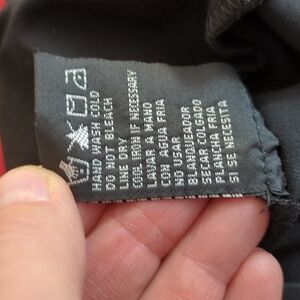 HAND WASH COLD
DO NOT BLEACH
LINE DRY
COOL IRON IF NECESSARY
LAVAR A MANO
CON AGUA FRIA
NO USAR
BLANQUEADOR
SECAR COLGADO
PLANCHA FRIA
SI SE NECESITA